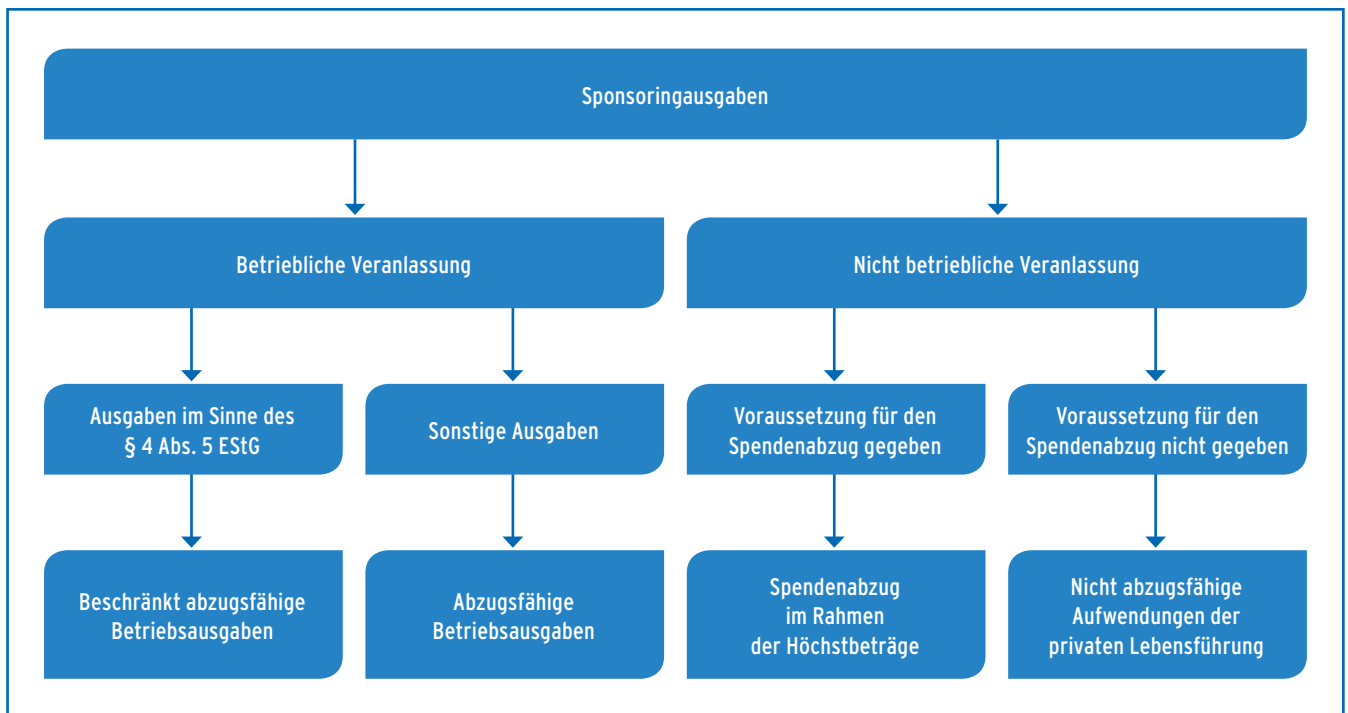 Sponsoringausgaben
Betriebliche Veranlassung
Nicht betriebliche Veranlassung
Ausgaben im Sinne des
§ 4 Abs. 5 EStG
Sonstige Ausgaben
Voraussetzung für den
Spendenabzug gegeben
Voraussetzung für den
Spendenabzug nicht gegeben
Beschränkt abzugsfähige
Betriebsausgaben
Abzugsfähige
Betriebsausgaben
Spendenabzug
im Rahmen
der Höchstbeträge
Nicht abzugsfähige
Aufwendungen der
privaten Lebensführung